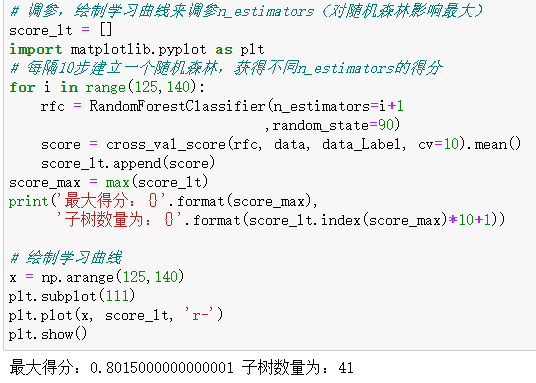 # 调参，绘制学习曲线来调参n_estimators（对随机森林影响最大）
score_lt = []
import matplotlib.pyplot as plt
# 每隔10步建立一个随机森林，获得不同n_estimators的得分
for i in range(125,140):
    rfc = RandomForestClassifier(n_estimators=i+1
                                ,random_state=90)
    score = cross_val_score(rfc, data, data_Label, cv=10).mean()
    score_lt.append(score)
score_max = max(score_lt)
print('最大得分：{}'.format(score_max),
      '子树数量为：{}'.format(score_lt.index(score_max)*10+1))
# 绘制学习曲线
x = np.arange(125,140)
plt.subplot(111)
plt.plot(x, score_lt, 'r-')
plt.show()
最大得分：0.8015000000000001 子树数量为：41